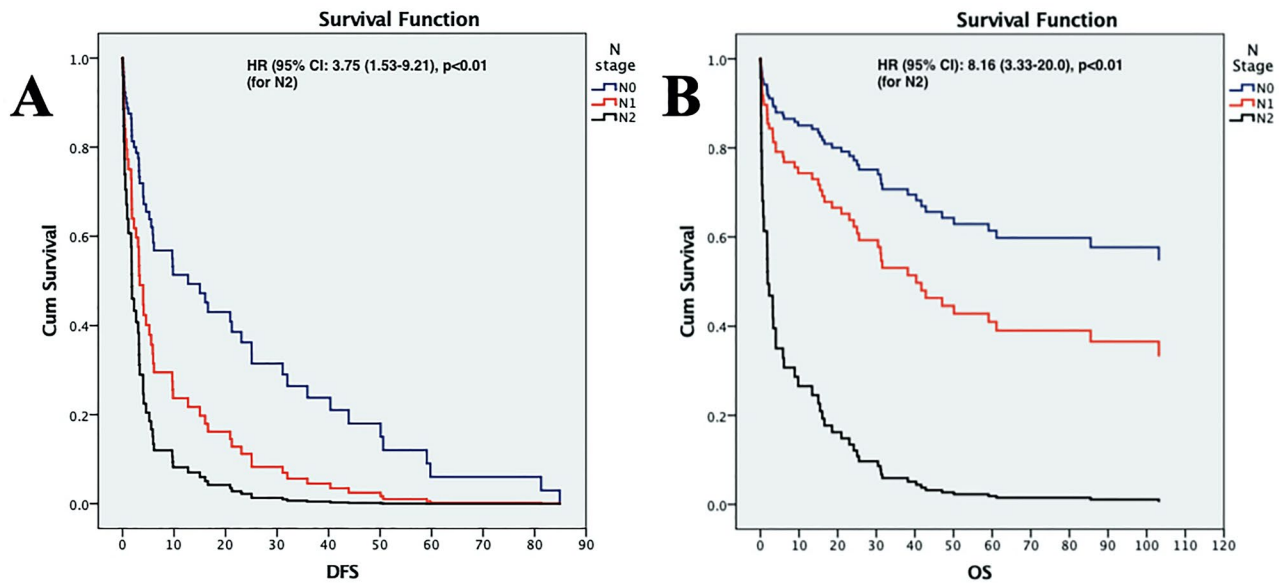 A
Survival Function
HR (95% CI: 3.75 (1.53-9.21), p<0.01
(for N2)
N
stage
N0
N1
N2
Cum Survival
1.0
0.8
0.6
0.4
0.2
0.0
0 10 20 30 40 50 60 70 85 90
DFS
B
Survival Function
HR (95% CI): 8.16 (3.33-20.0), p<0.01
(for N2)
N
Stage
N0
N1
N2
Cum Survival
1.0
0.8
0.6
0.4
0.2
0.0
0 10 20 30 40 50 60 70 80 90 100 110 120
OS